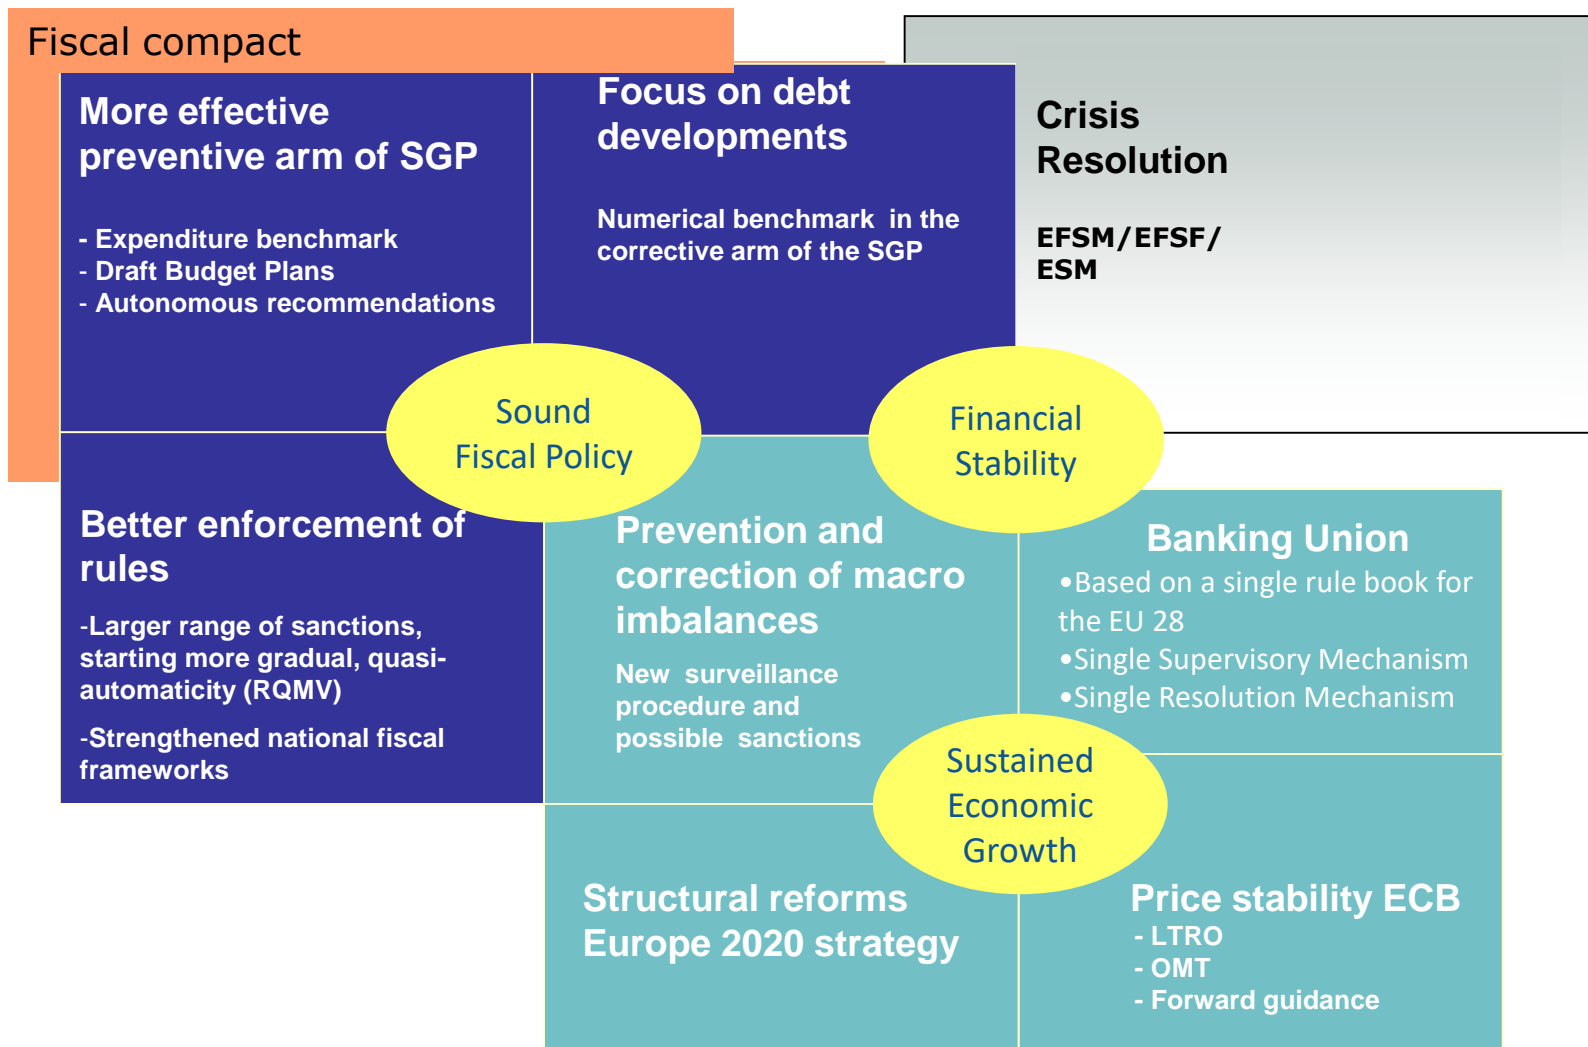 Fiscal compact
More effective
preventive arm of SGP
- Expenditure benchmark
- Draft Budget Plans
- Autonomous recommendations
Focus on debt
developments
Numerical benchmark in the
corrective arm of the SGP
Crisis
Resolution
EFSM/EFSF/
ESM
Sound
Fiscal Policy
Financial
Stability
Better enforcement of
rules
-Larger range of sanctions,
starting more gradual, quasi-
automaticity (RQMV)
-Strengthened national fiscal
frameworks
Prevention and
correction of macro
imbalances
New surveillance
procedure and
possible sanctions
Banking Union
•Based on a single rule book for
the EU 28
•Single Supervisory Mechanism
•Single Resolution Mechanism
Sustained
Economic
Growth
Structural reforms
Europe 2020 strategy
Price stability ECB
- LTRO
- OMT
- Forward guidance